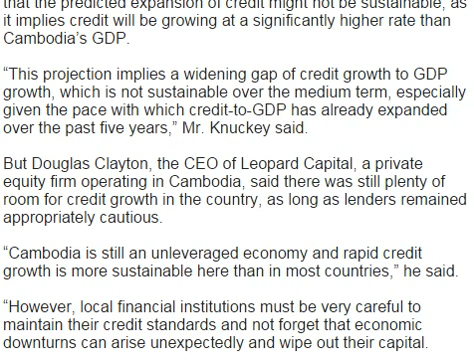 that the predicted expansion of credit might not be sustainable, as
it implies credit will be growing at a significantly higher rate than
Cambodia’s GDP.
“This projection implies a widening gap of credit growth to GDP
growth, which is not sustainable over the medium term, especially
given the pace with which credit-to-GDP has already expanded
over the past five years,” Mr. Knuckey said.
But Douglas Clayton, the CEO of Leopard Capital, a private
equity firm operating in Cambodia, said there was still plenty of
room for credit growth in the country, as long as lenders remained
appropriately cautious.
“Cambodia is still an unleveraged economy and rapid credit
growth is more sustainable here than in most countries,” he said.
“However, local financial institutions must be very careful to
maintain their credit standards and not forget that economic
downturns can arise unexpectedly and wipe out their capital.